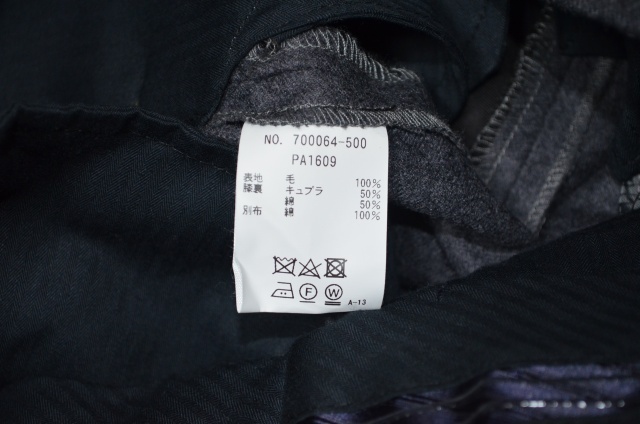 NO. 700064-500
PA1609
表地 毛 100%
膝裏 キュプラ 50%
綿 50%
別布 綿 100%
F W A-13